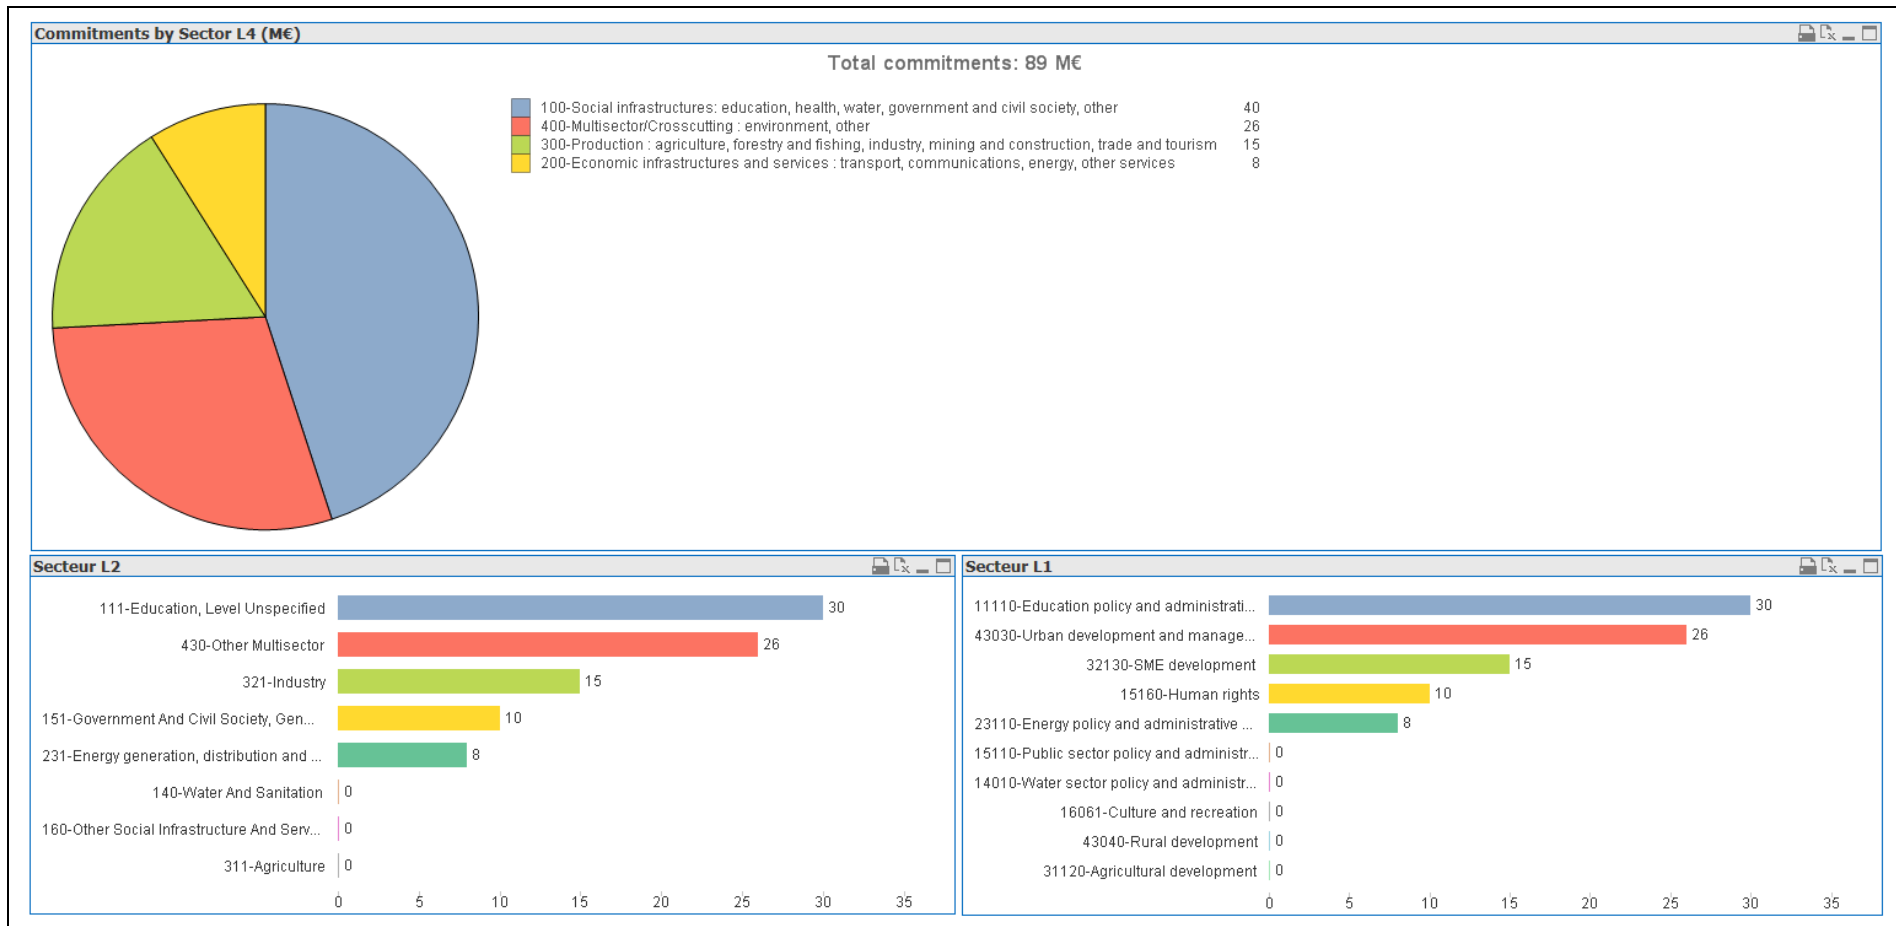 Commitments by Sector L4 (M€)
Total commitments: 89 M€
100-Social infrastructures: education, health, water, government and civil society, other 40
400-Multisector/Crosscutting : environment, other 26
300-Production : agriculture, forestry and fishing, industry, mining and construction, trade and tourism 15
200-Economic infrastructures and services : transport, communications, energy, other services 8
Secteur L2
111-Education, Level Unspecified 30
430-Other Multisector 26
321-Industry 15
151-Government And Civil Society, Gen... 10
231-Energy generation, distribution and ... 8
140-Water And Sanitation 0
160-Other Social Infrastructure And Serv... 0
311-Agriculture 0
0 5 10 15 20 25 30 35
Secteur L1
11110-Education policy and administrati... 30
43030-Urban development and manage... 26
32130-SME development 15
15160-Human rights 10
23110-Energy policy and administrative ... 8
15110-Public sector policy and administr... 0
14010-Water sector policy and administr... 0
16061-Culture and recreation 0
43040-Rural development 0
31120-Agricultural development 0
0 5 10 15 20 25 30 35